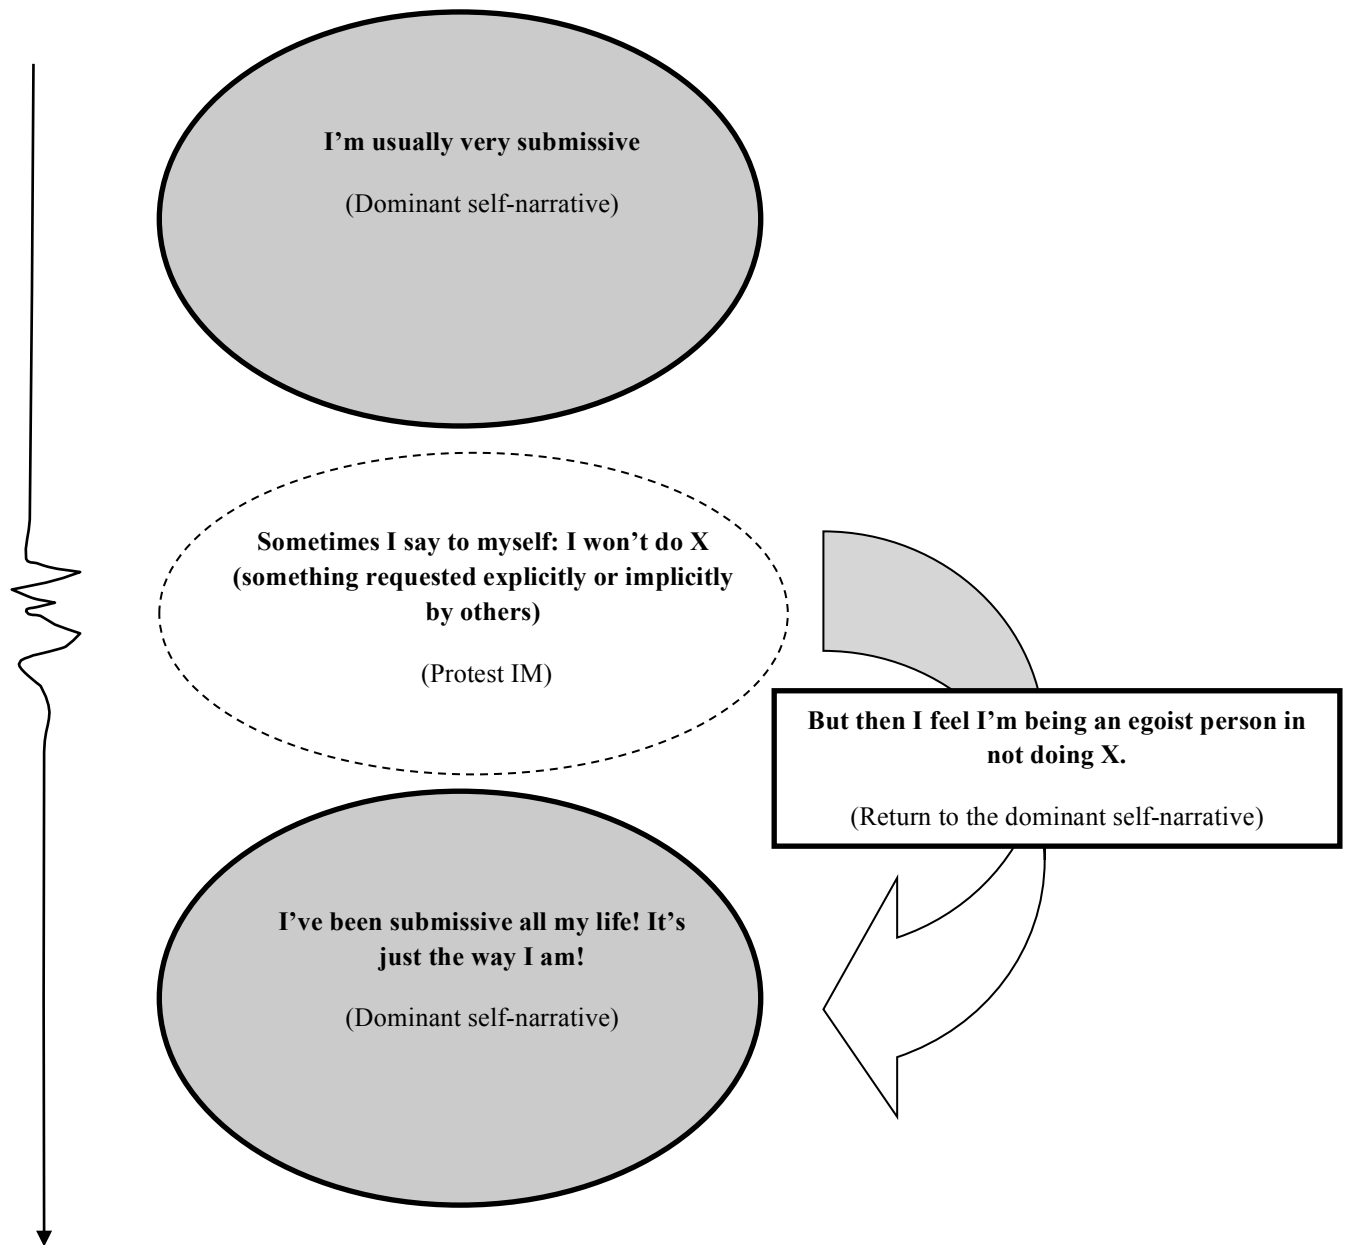 I’m usually very submissive
(Dominant self-narrative)
Sometimes I say to myself: I won’t do X
(something requested explicitly or implicitly
by others)
(Protest IM)
But then I feel I’m being an egoist person in
not doing X.
(Return to the dominant self-narrative)
I’ve been submissive all my life! It’s
just the way I am!
(Dominant self-narrative)